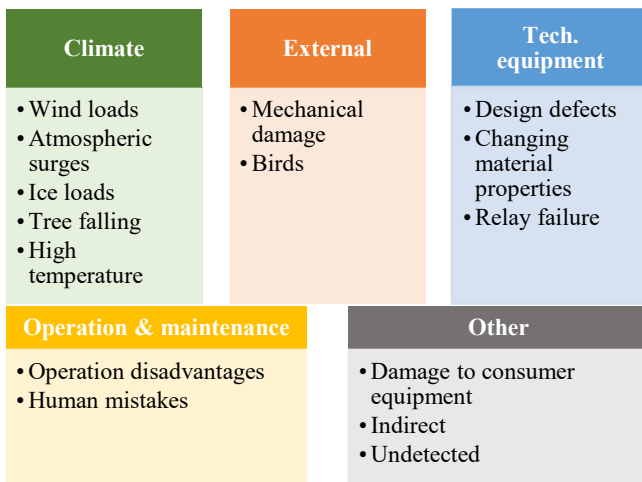 Climate
• Wind loads
• Atmospheric
surges
• Ice loads
• Tree falling
• High
temperature
External
• Mechanical
damage
• Birds
Tech.
equipment
• Design defects
• Changing
material
properties
• Relay failure
Operation & maintenance
• Operation disadvantages
• Human mistakes
Other
• Damage to consumer
equipment
• Indirect
• Undetected